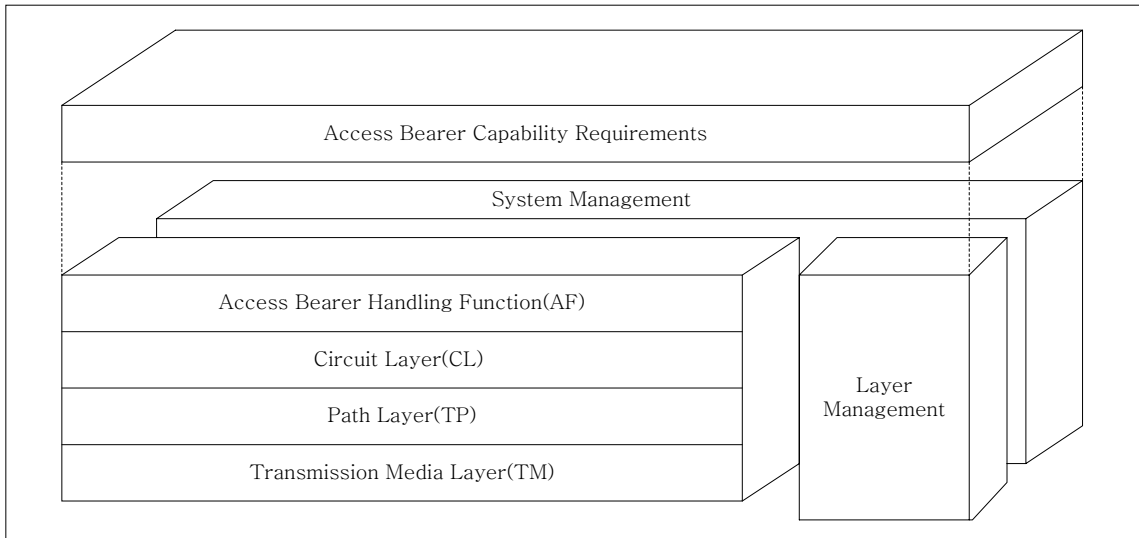 Access Bearer Capability Requirements
System Management
Access Bearer Handling Function(AF)
Circuit Layer(CL)
Path Layer(TP)
Transmission Media Layer(TM)
Layer
Management